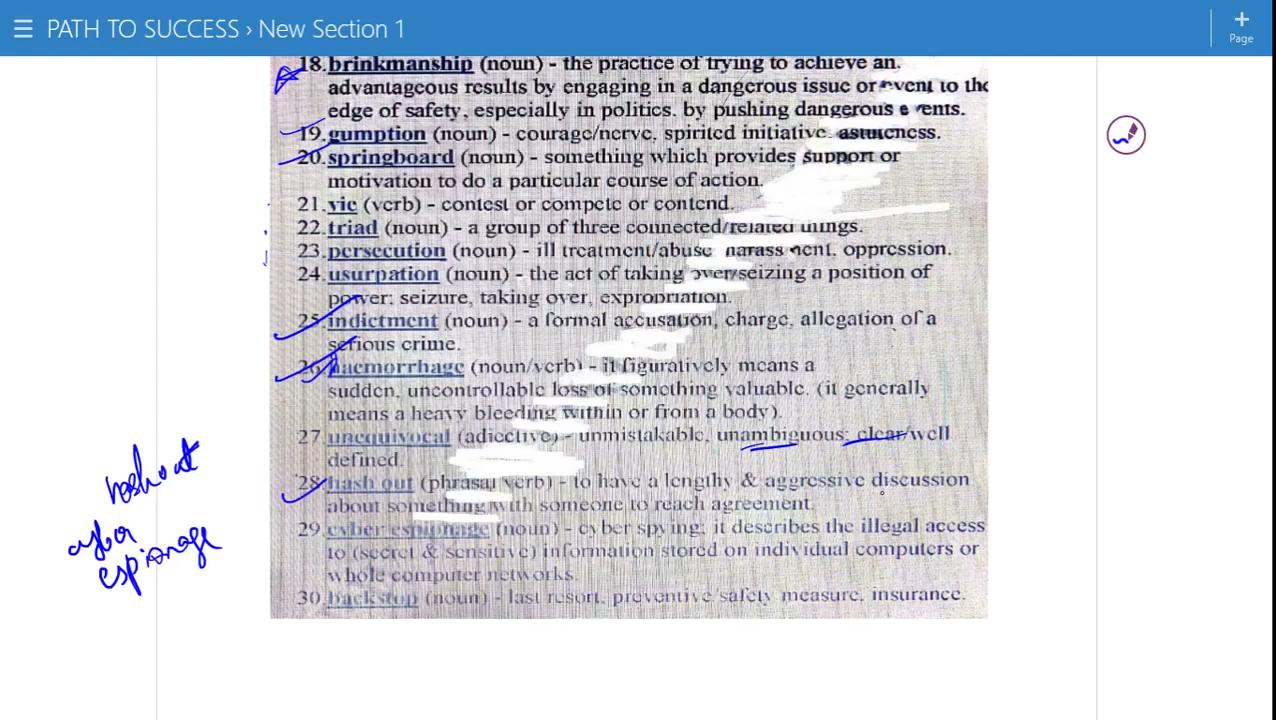 PATH TO SUCCESS › New Section 1
Page
18. brinkmanship (noun) - the practice of trying to achieve an
advantageous results by engaging in a dangerous issue or event to the
edge of safety, especially in politics. by pushing dangerous events.
19. gumption (noun) - courage/nerve, spirited initiative, astuteness.
20. springboard (noun) - something which provides support or
motivation to do a particular course of action.
21. vie (verb) - contest or compete or contend.
22. triad (noun) - a group of three connected/related things.
23. persecution (noun) - ill treatment/abuse, harassment, oppression.
24. usurpation (noun) - the act of taking over/seizing a position of
power; seizure, taking over, expropriation.
25. indictment (noun) - a formal accusation, charge, allegation of a
serious crime.
26. haemorrhage (noun/verb) - it figuratively means a
sudden, uncontrollable loss of something valuable. (it generally
means a heavy bleeding within or from a body).
27. unequivocal (adjective) - unmistakable, unambiguous; clear/well
defined.
28. hash out (phrasal verb) - to have a lengthy & aggressive discussion
about something with someone to reach agreement.
29. cyber espionage (noun) - cyber spying; it describes the illegal access
to (secret & sensitive) information stored on individual computers or
whole computer networks.
30. backstop (noun) - last resort, preventive/safety measure, insurance.
hash out
cyber
espionage